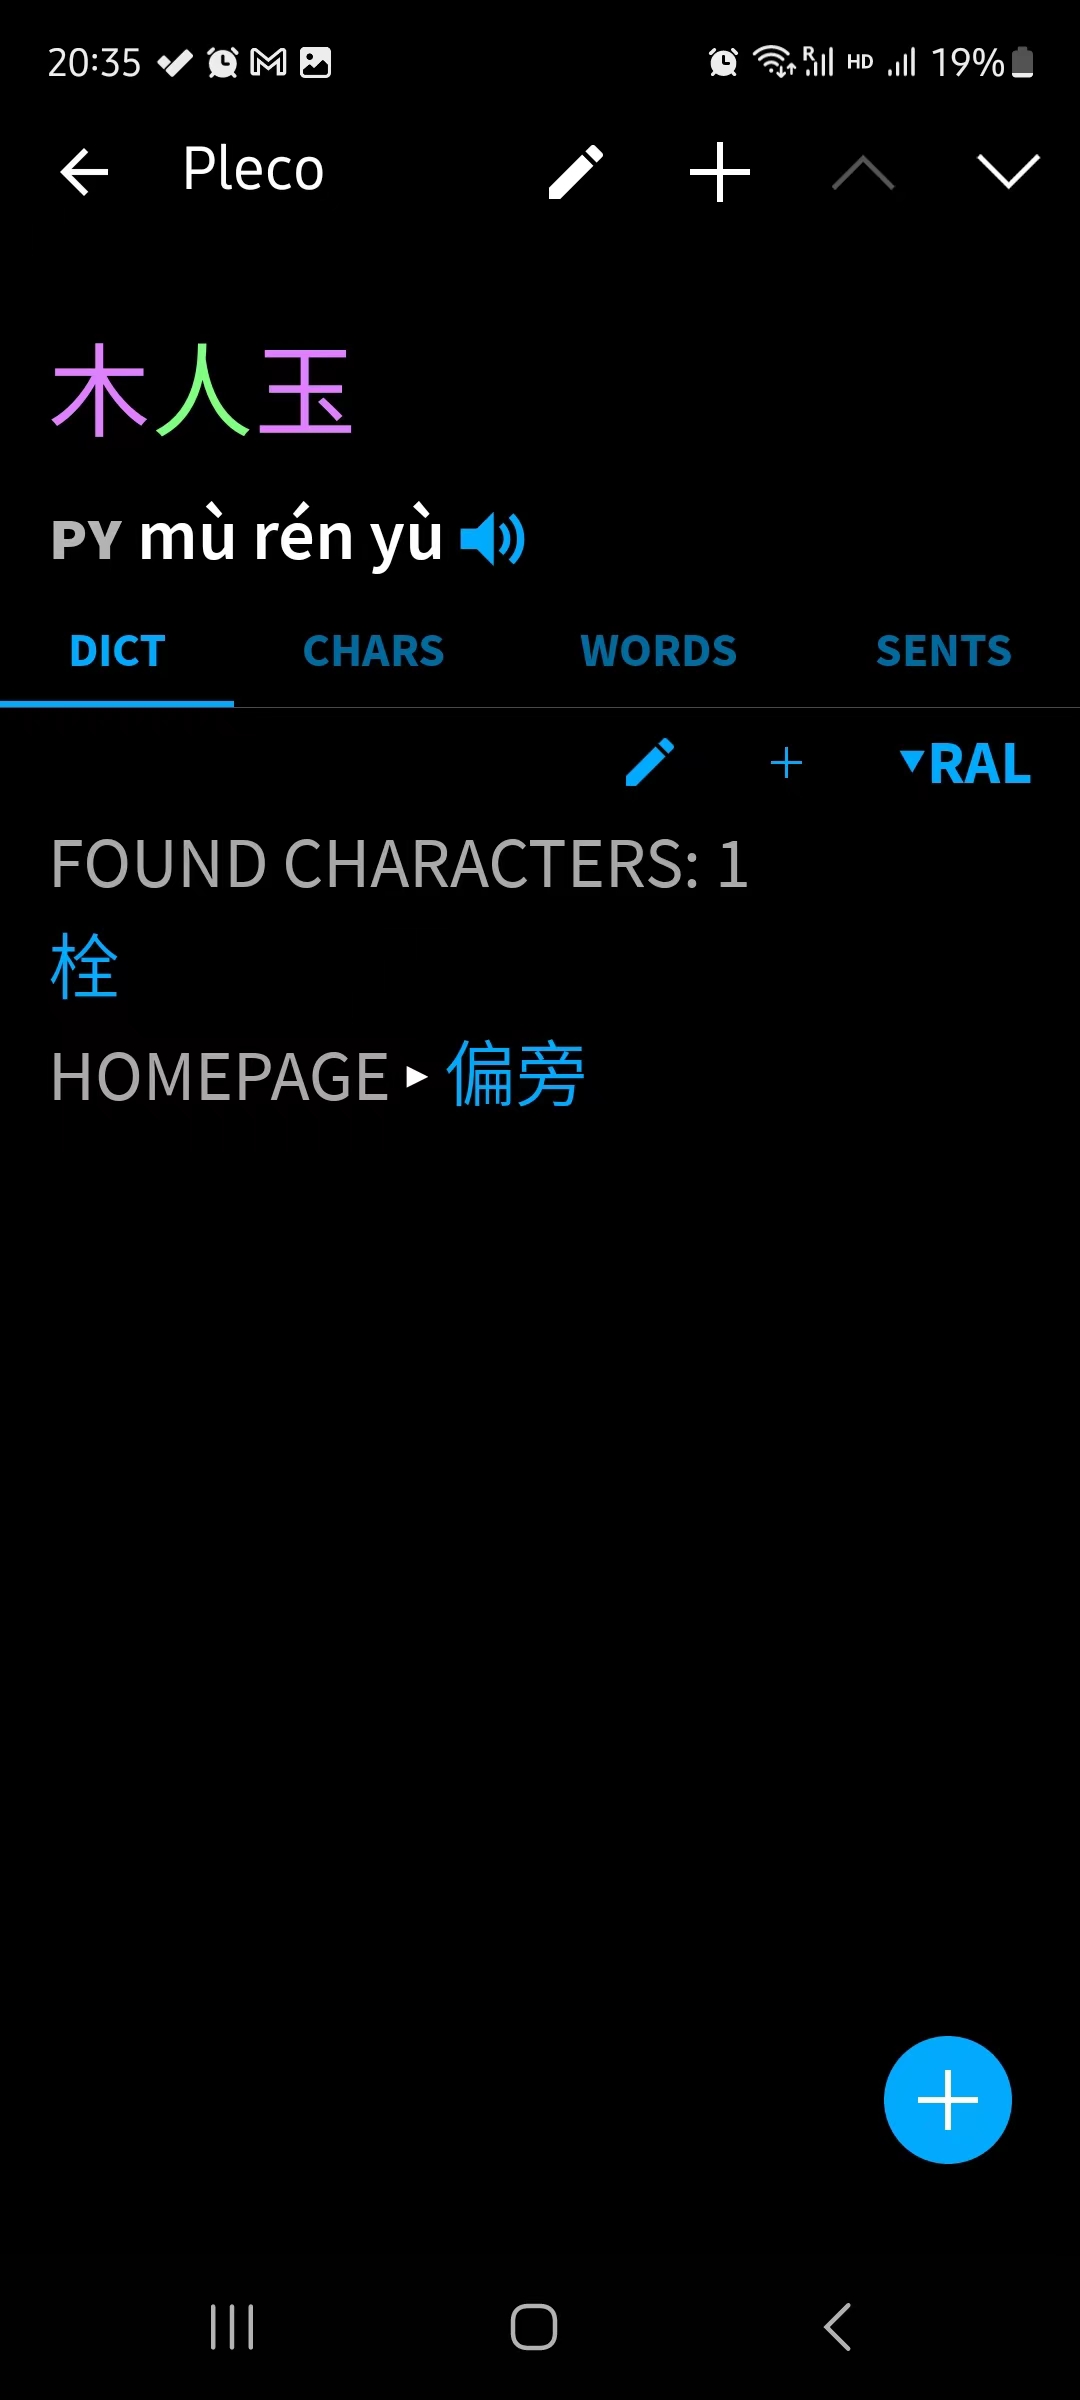 20:35 R HD 19%
Pleco
木人玉
PY mù rén yù
DICT CHARS WORDS SENTS
▼RAL
FOUND CHARACTERS: 1
栓
HOMEPAGE ▸ 偏旁